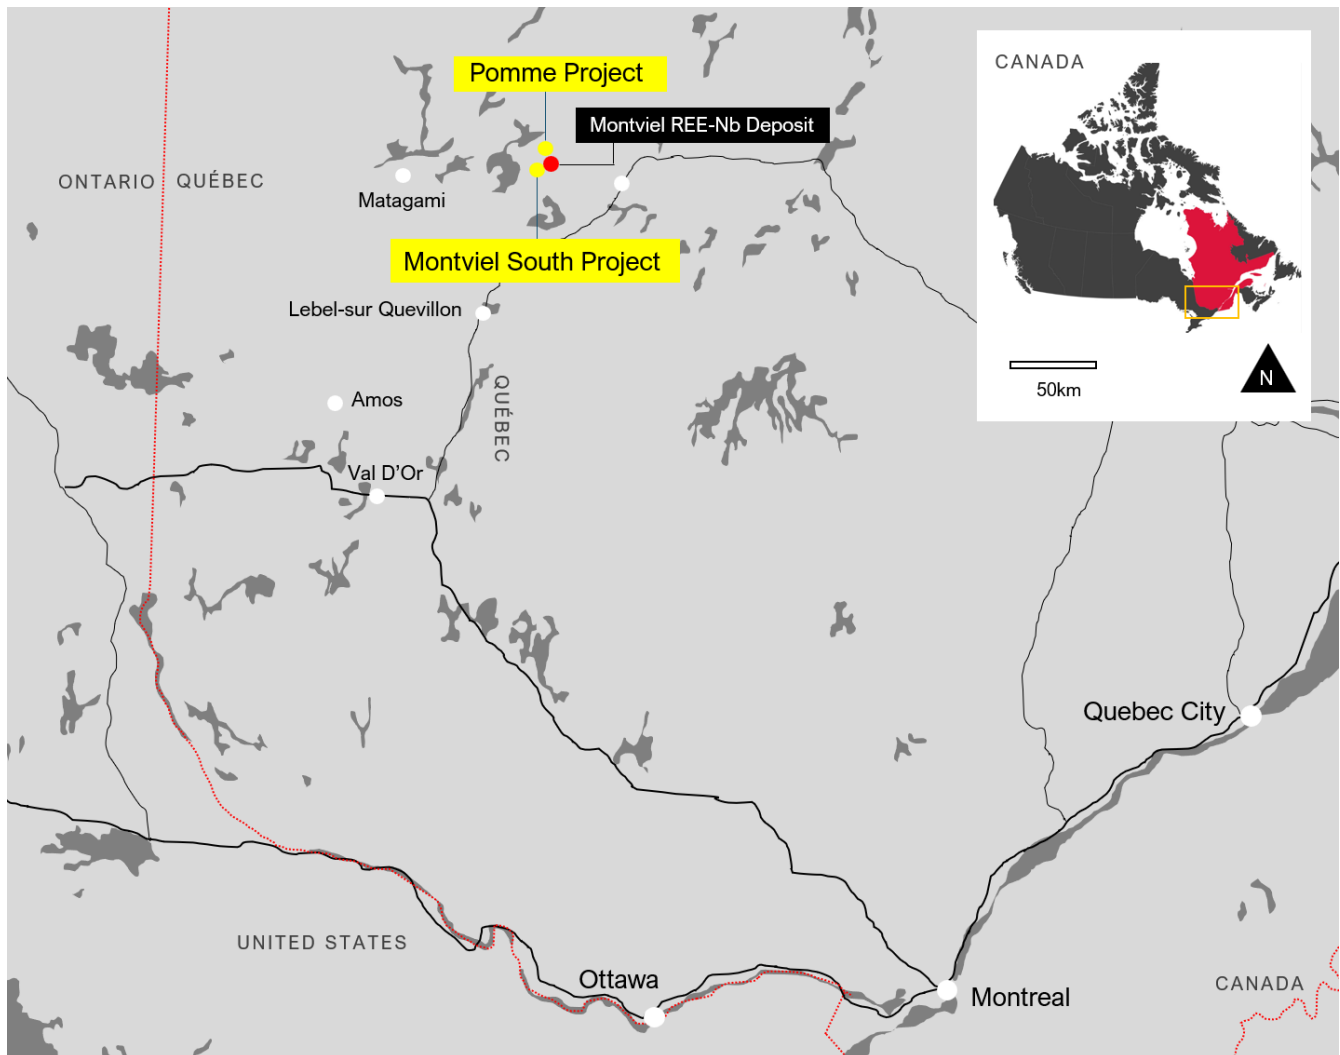 Pomme Project
CANADA
Montviel REE-Nb Deposit
ONTARIO
QUÉBEC
Matagami
Montviel South Project
Lebel-sur Quevillon
50km
N
QUÉBEC
Amos
Val D'Or
Quebec City
UNITED STATES
Ottawa
CANADA
Montreal